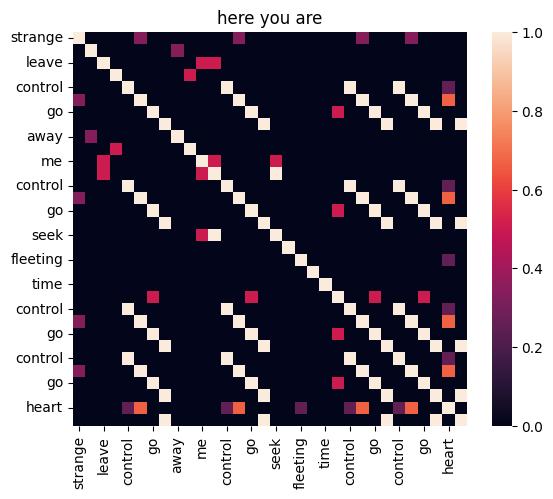 here you are
strange
leave
control
go
away
me
control
go
seek
fleeting
time
control
go
control
go
heart
strange
leave
control
go
away
me
control
go
seek
fleeting
time
control
go
control
go
heart
1.0
0.8
0.6
0.4
0.2
0.0